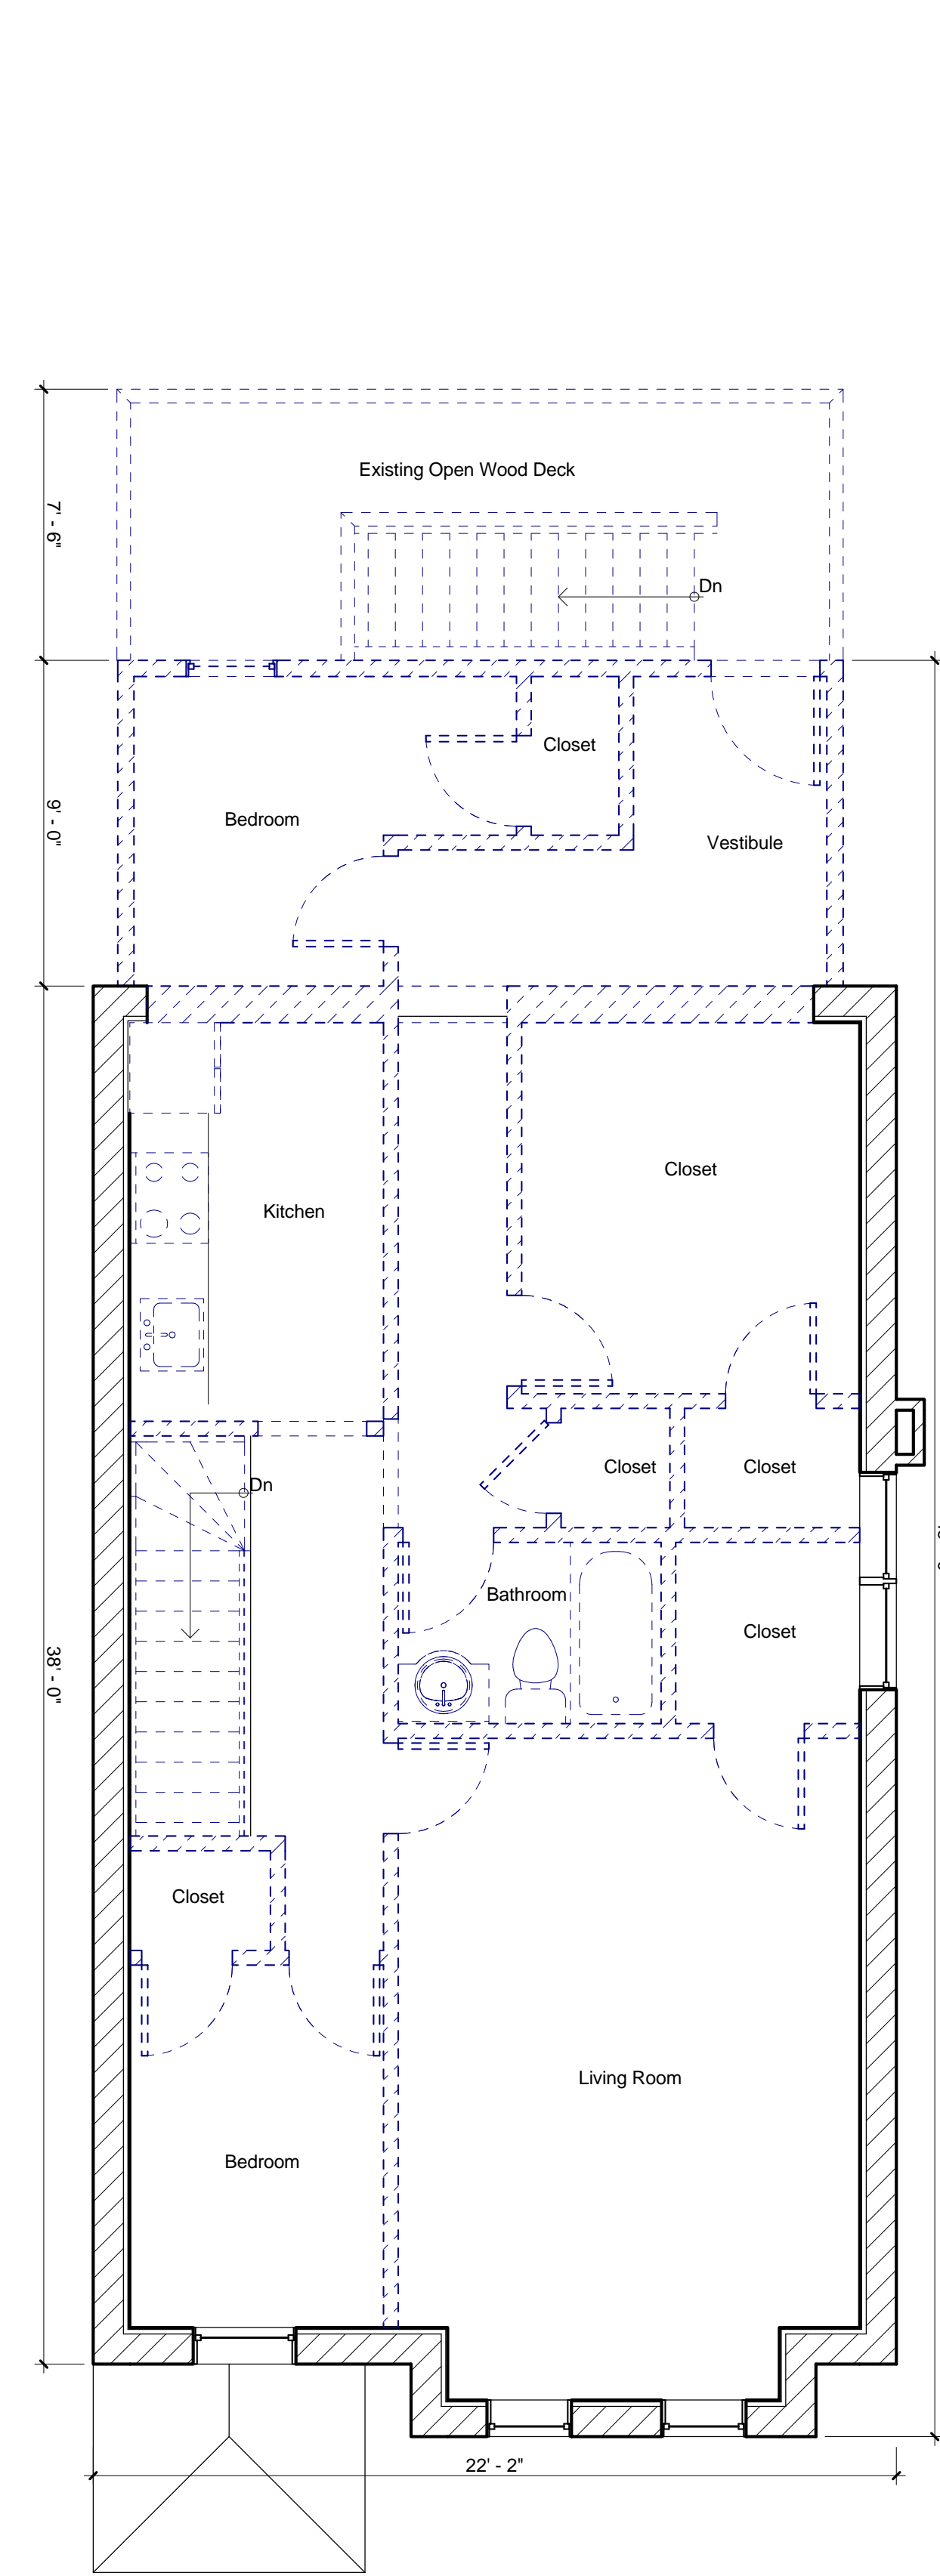 Existing Open Wood Deck
7' - 6"
Dn
Closet
Bedroom
9' - 0"
Vestibule
Closet
Kitchen
Closet
Closet
Dn
Bathroom
Closet
38' - 0"
Closet
Living Room
Bedroom
22' - 2"